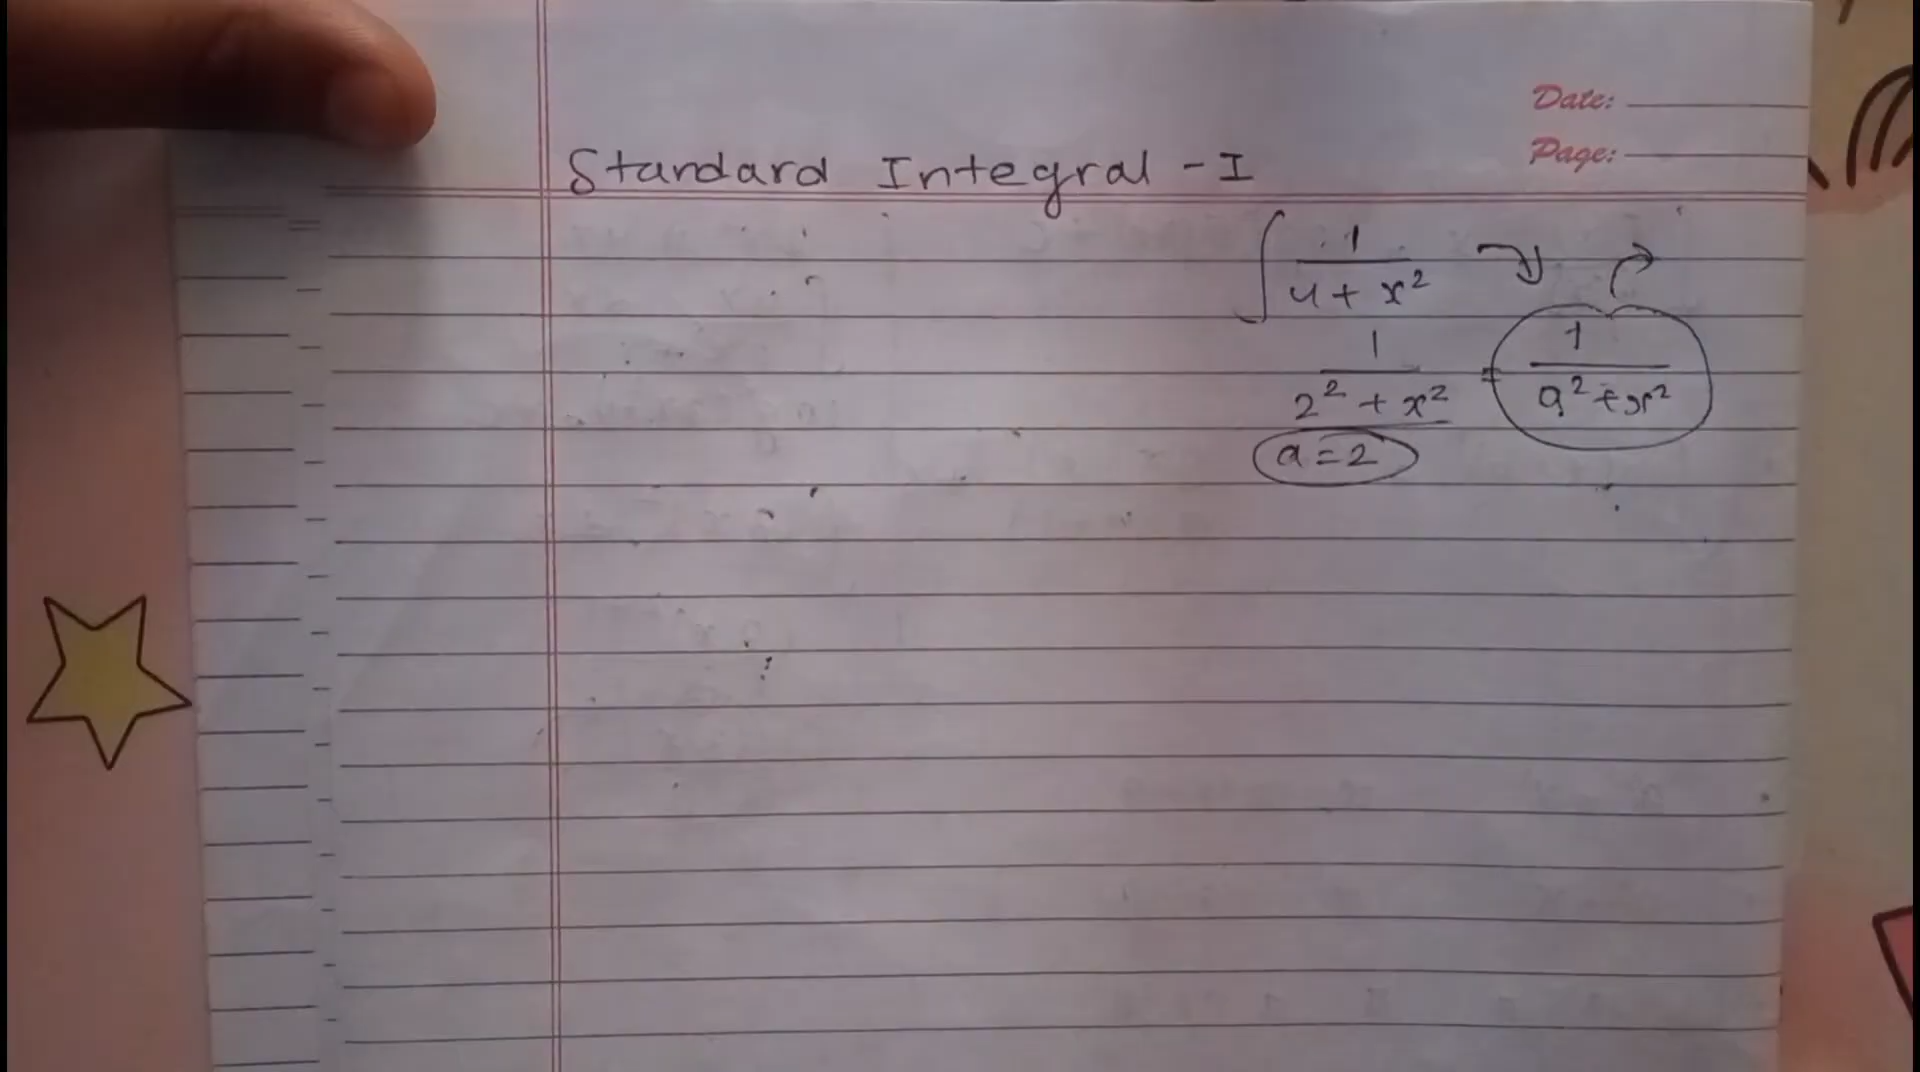 Date:
Page:
Standard Integral - I
∫ 1/(4 + x²)
1/(2² + x²) = 1/(a² + x²)
a = 2